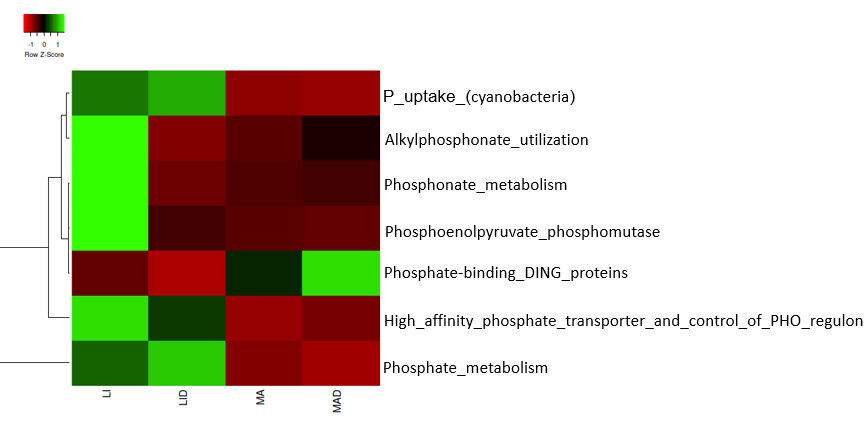 -1 0 1
Row Z-Score
P_uptake_(cyanobacteria)
Alkylphosphonate_utilization
Phosphonate_metabolism
Phosphoenolpyruvate_phosphomutase
Phosphate-binding_DING_proteins
High_affinity_phosphate_transporter_and_control_of_PHO_regulon
Phosphate_metabolism
LI
LID
MA
MAD